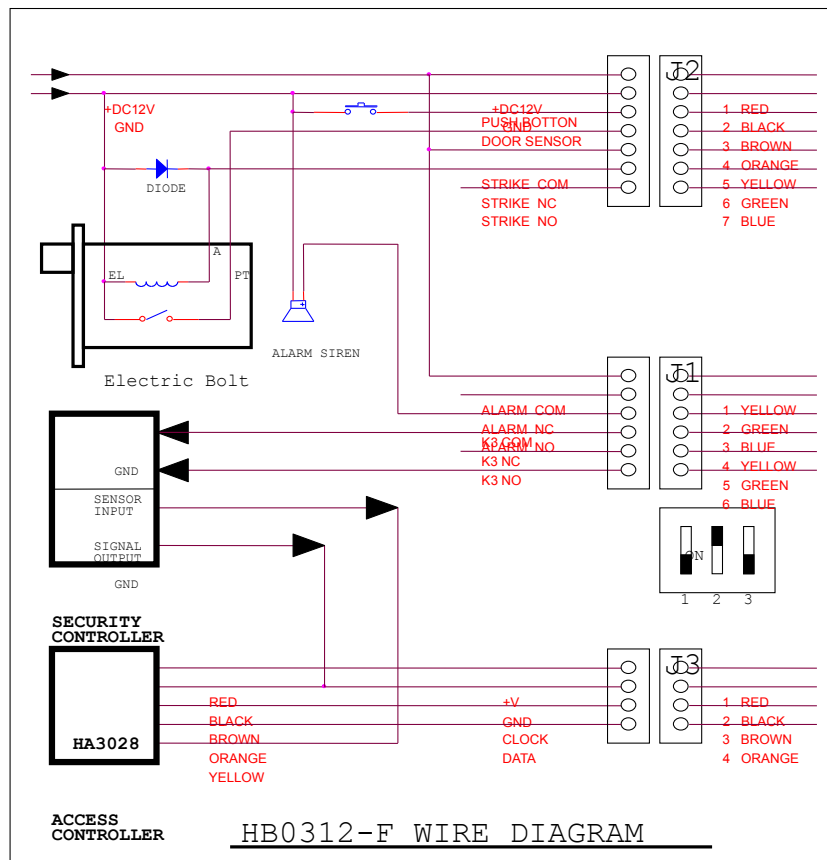 J2
+DC12V
GND
+DC12V
GND
PUSH BOTTON
DOOR SENSOR
STRIKE COM
STRIKE NC
STRIKE NO
1 RED
2 BLACK
3 BROWN
4 ORANGE
5 YELLOW
6 GREEN
7 BLUE
DIODE
A
EL
PT
ALARM SIREN
Electric Bolt
J1
ALARM COM
ALARM NC
ALARM NO
K3 COM
K3 NC
K3 NO
1 YELLOW
2 GREEN
3 BLUE
4 YELLOW
5 GREEN
6 BLUE
GND
SENSOR
INPUT
SIGNAL
OUTPUT
GND
SECURITY
CONTROLLER
ON
1 2 3
J3
HA3028
RED
BLACK
BROWN
ORANGE
YELLOW
+V
GND
CLOCK
DATA
1 RED
2 BLACK
3 BROWN
4 ORANGE
ACCESS
CONTROLLER
HB0312-F WIRE DIAGRAM